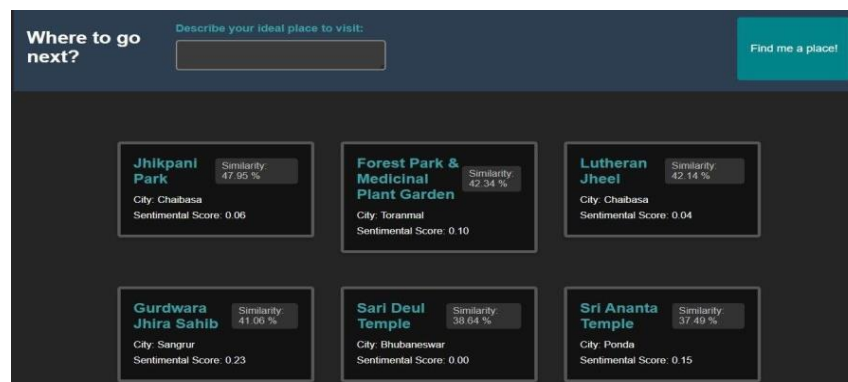 Where to go
next?
Describe your ideal place to visit:
Find me a place!
Jhikpani
Park
Similarity:
47.95 %
City: Chaibasa
Sentimental Score: 0.06
Forest Park &
Medicinal
Plant Garden
Similarity:
42.34 %
City: Toranmal
Sentimental Score: 0.10
Lutheran
Jheel
Similarity:
42.14 %
City: Chaibasa
Sentimental Score: 0.04
Gurdwara
Jhira Sahib
Similarity:
41.06 %
City: Sangrur
Sentimental Score: 0.23
Sari Deul
Temple
Similarity:
38.64 %
City: Bhubaneswar
Sentimental Score: 0.00
Sri Ananta
Temple
Similarity:
37.49 %
City: Ponda
Sentimental Score: 0.15